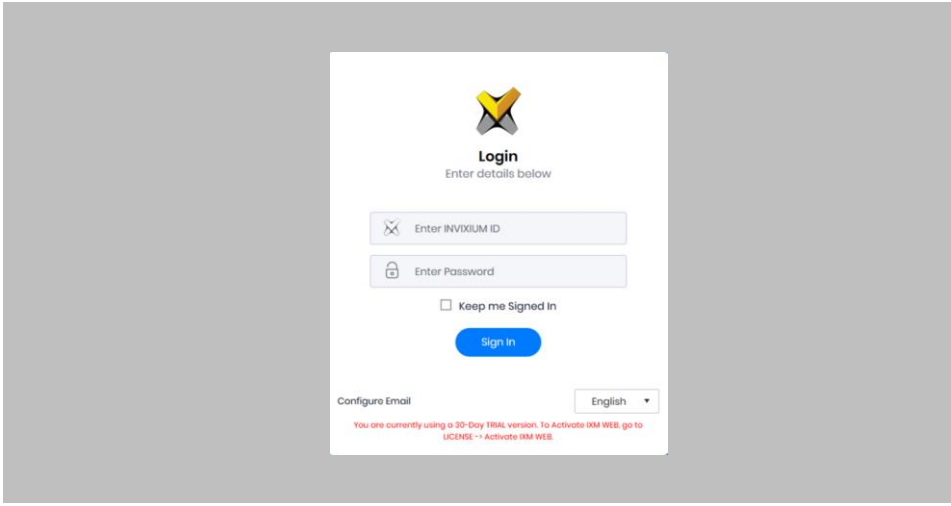 Login
Enter details below
Enter INVIXIUM ID
Enter Password
Keep me Signed In
Sign In
Configure Email
English
You are currently using a 30-Day TRIAL version. To Activate IXM WEB, go to
LICENSE -> Activate IXM WEB.